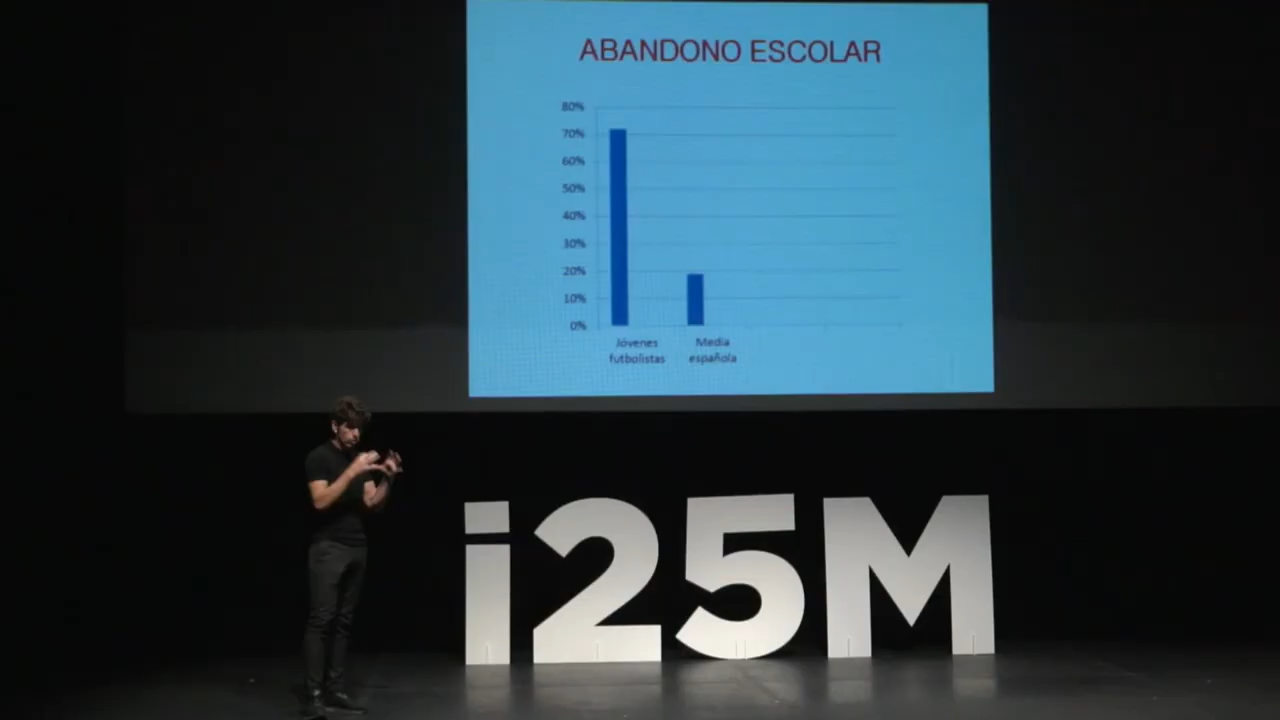 ABANDONO ESCOLAR
80%
70%
60%
50%
40%
30%
20%
10%
0%
Jóvenes
futbolistas
Media
española
i25M